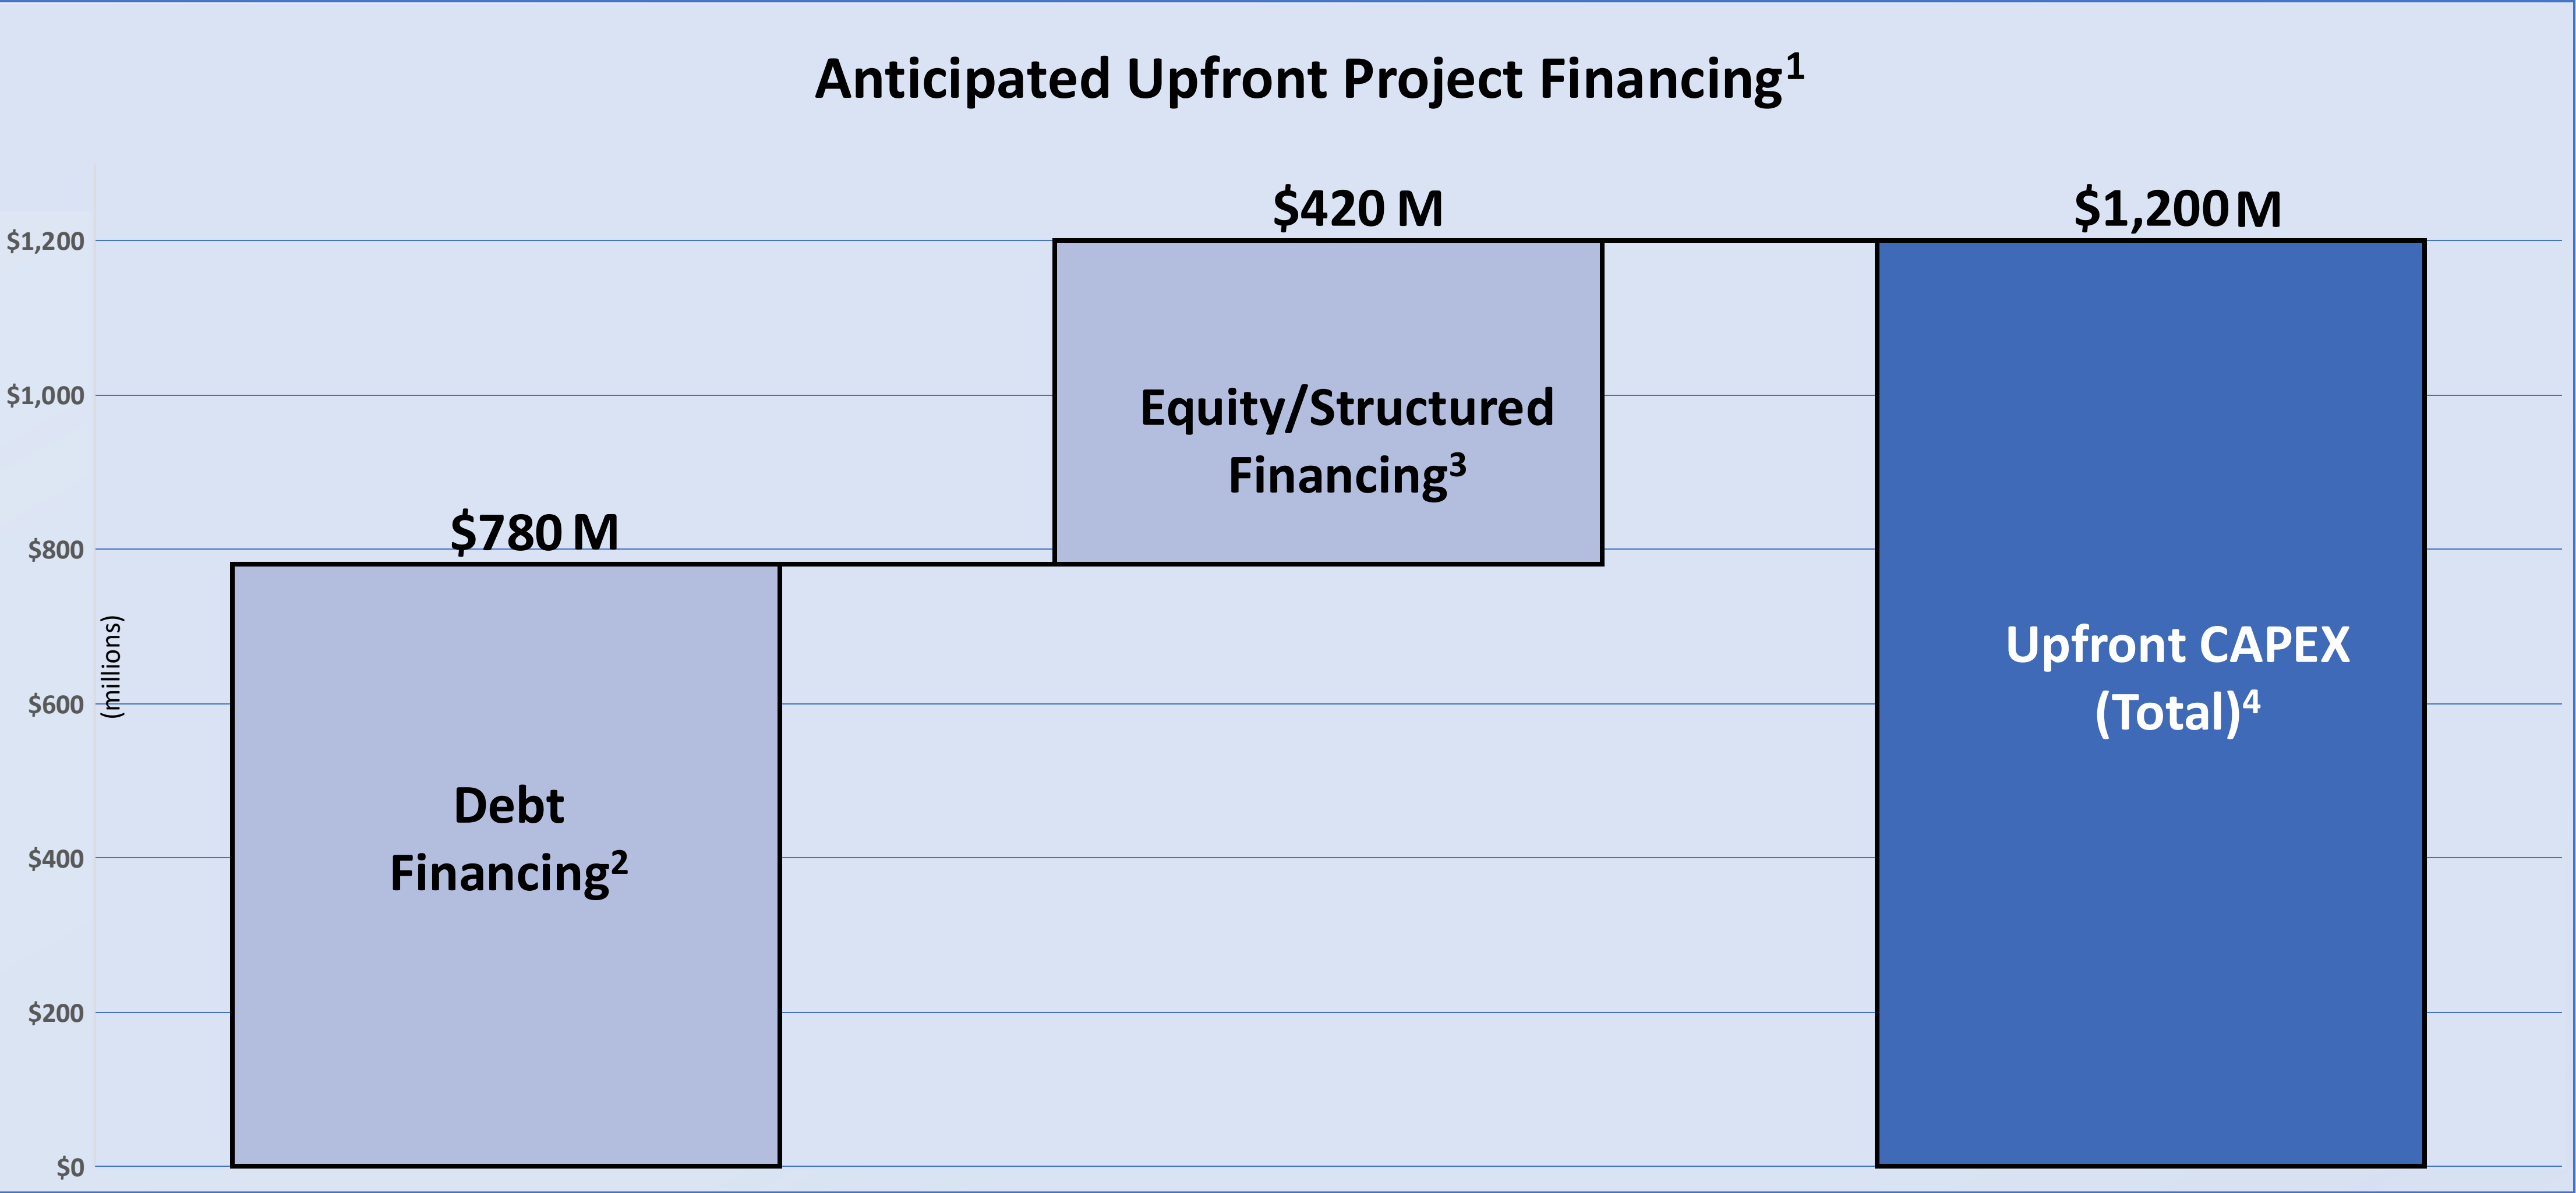 Anticipated Upfront Project Financing¹
$420 M
$1,200 M
$1,200
$1,000
Equity/Structured
Financing³
$780 M
$800
(millions)
Upfront CAPEX
(Total)⁴
$600
Debt
Financing²
$400
$200
$0